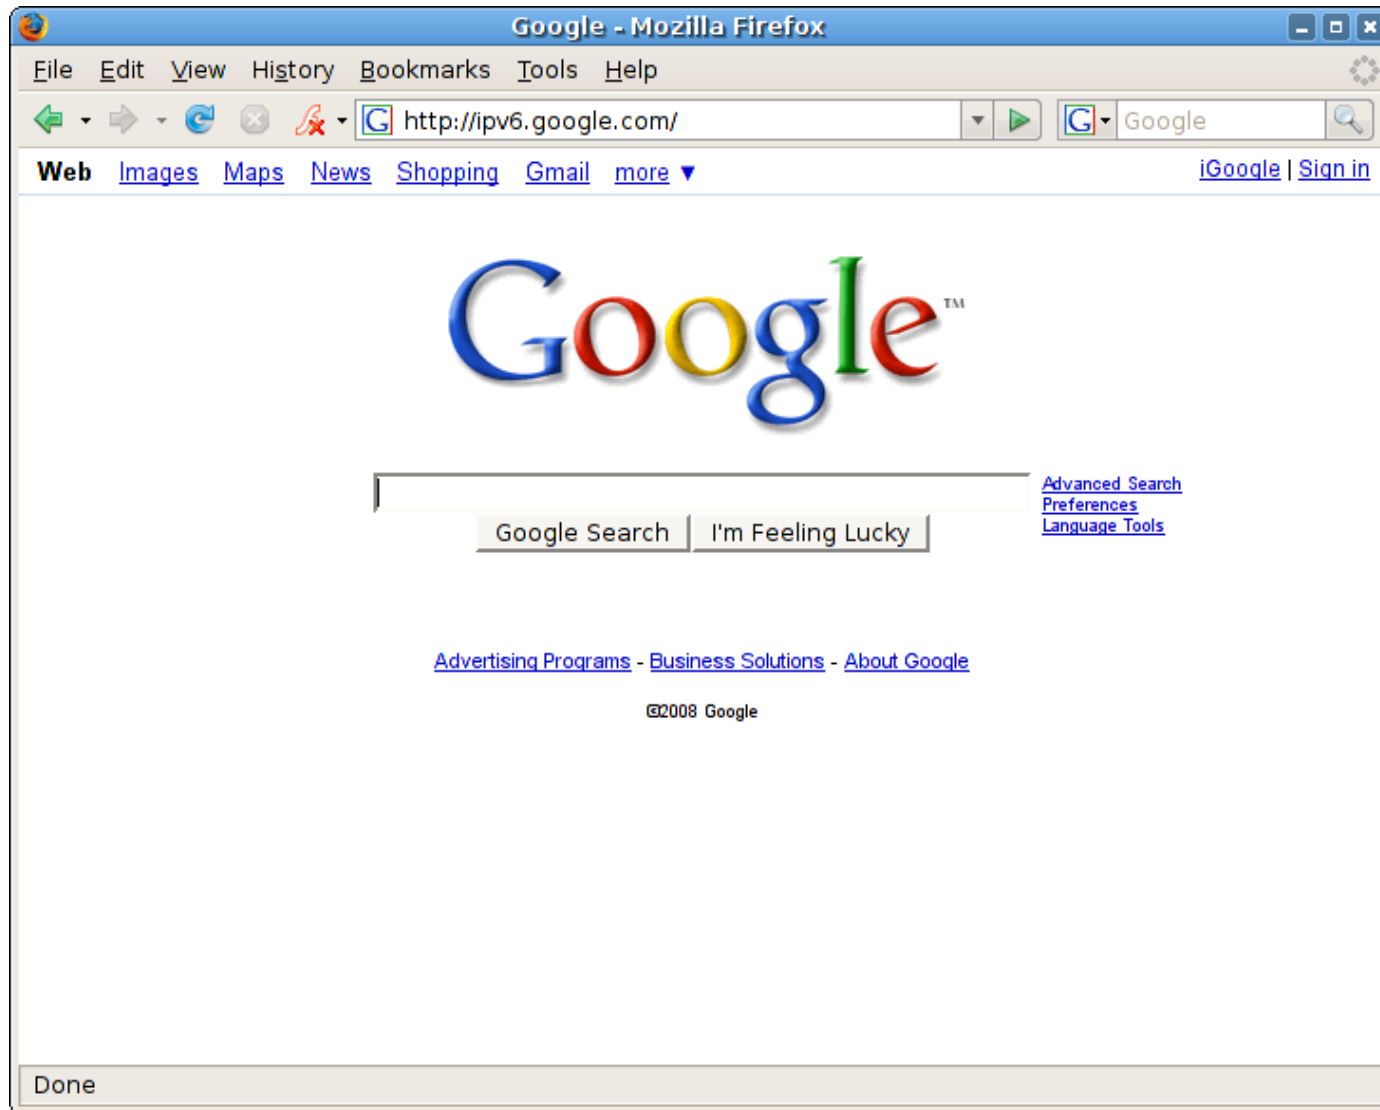 Google - Mozilla Firefox
File Edit View History Bookmarks Tools Help
http://ipv6.google.com/ Google
Web Images Maps News Shopping Gmail more ▼ iGoogle | Sign in
Google™
Advanced Search
Preferences
Language Tools
Google Search I'm Feeling Lucky
Advertising Programs - Business Solutions - About Google
©2008 Google
Done